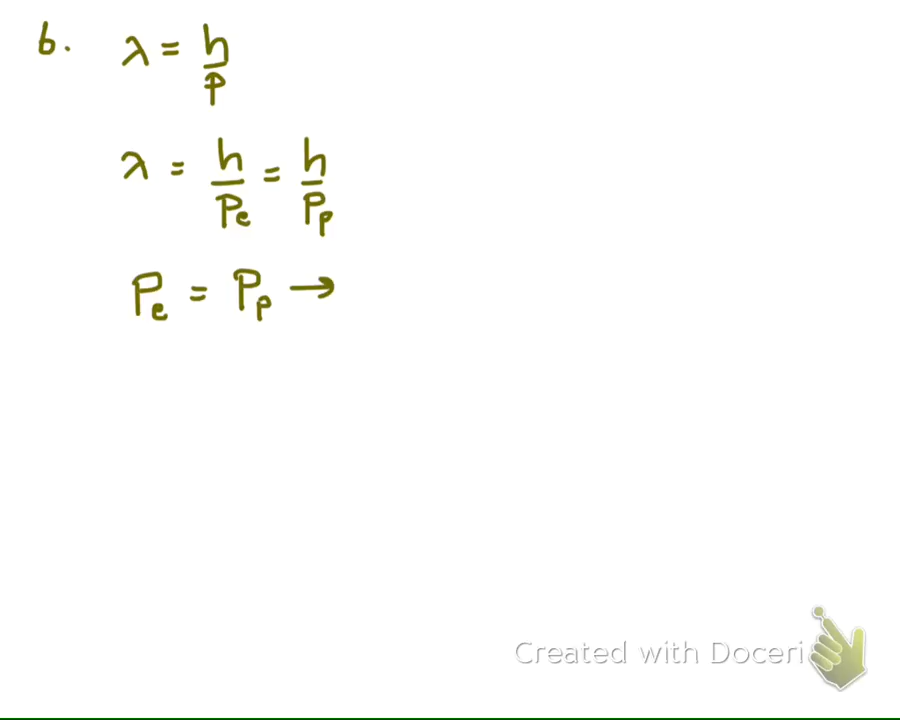 6. λ = h/P
λ = h/Pe = h/Pp
Pe = Pp →
Created with Doceri